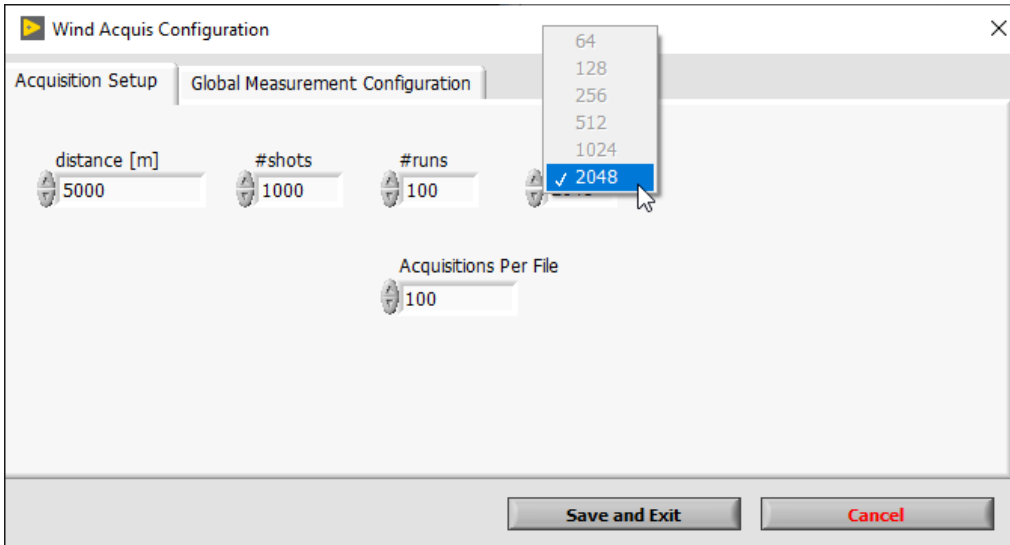 Wind Acquis Configuration
64
128
256
512
1024
✓ 2048
Acquisition Setup
Global Measurement Configuration
distance [m]
#shots
#runs
5000
1000
100
Acquisitions Per File
100
Save and Exit
Cancel